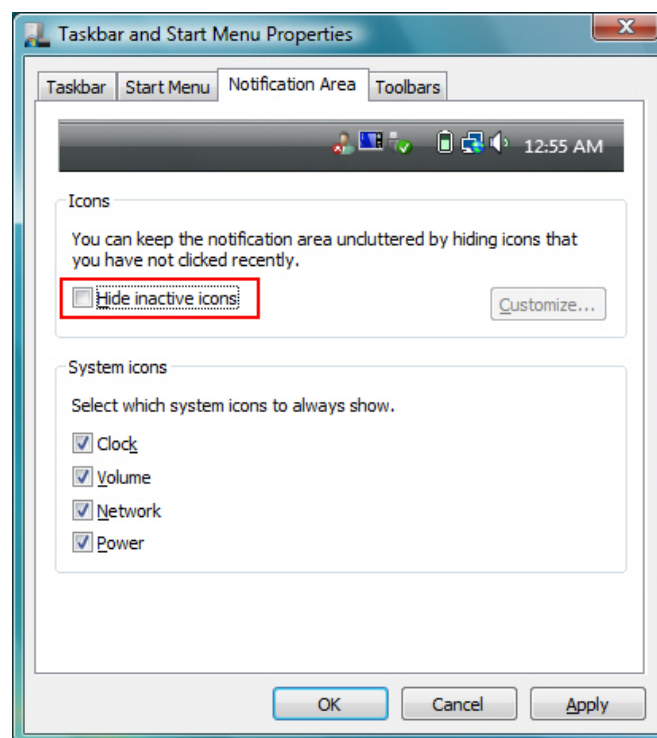 Taskbar and Start Menu Properties
Taskbar Start Menu Notification Area Toolbars
12:55 AM
Icons
You can keep the notification area uncluttered by hiding icons that
you have not clicked recently.
Hide inactive icons
Customize...
System icons
Select which system icons to always show.
Clock
Volume
Network
Power
OK Cancel Apply